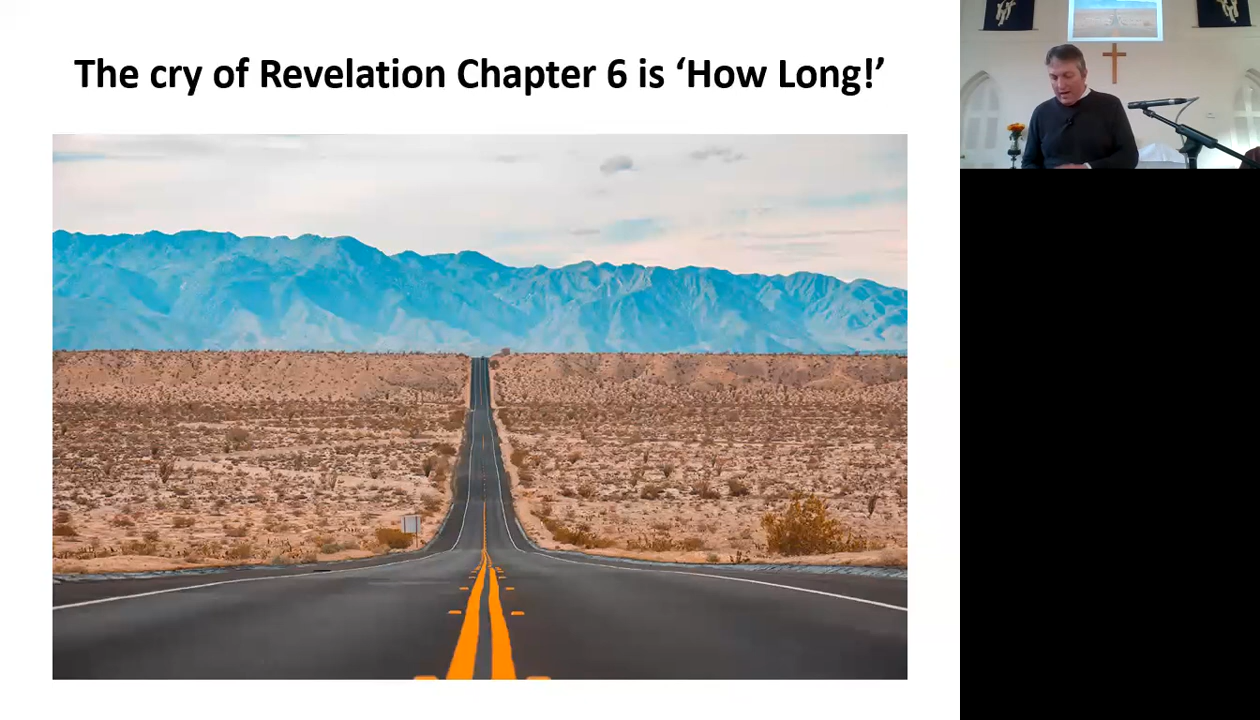 The cry of Revelation Chapter 6 is ‘How Long!’